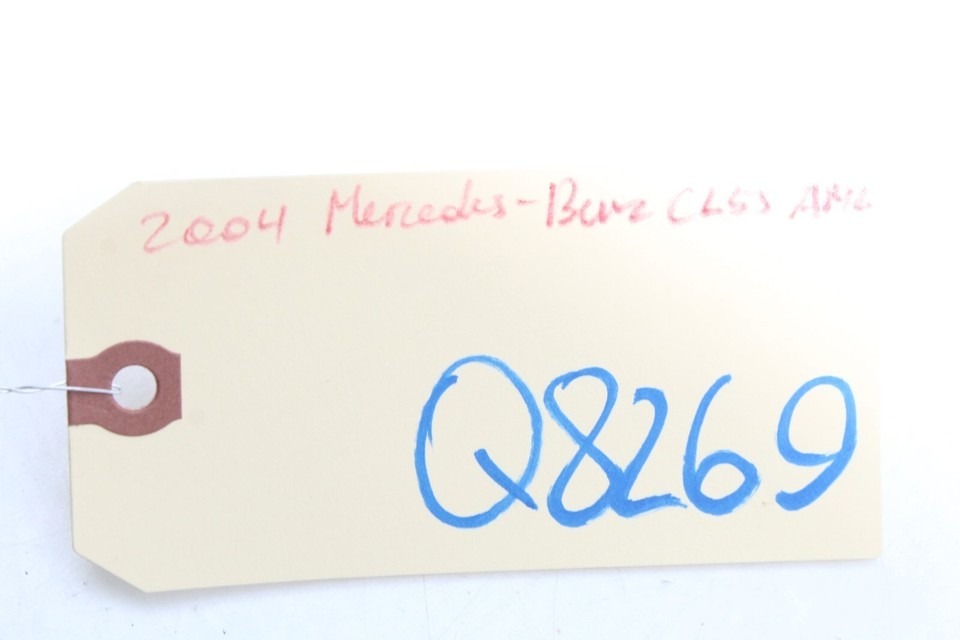 2004 Mercedes-Benz CL55 AMG
Q8269